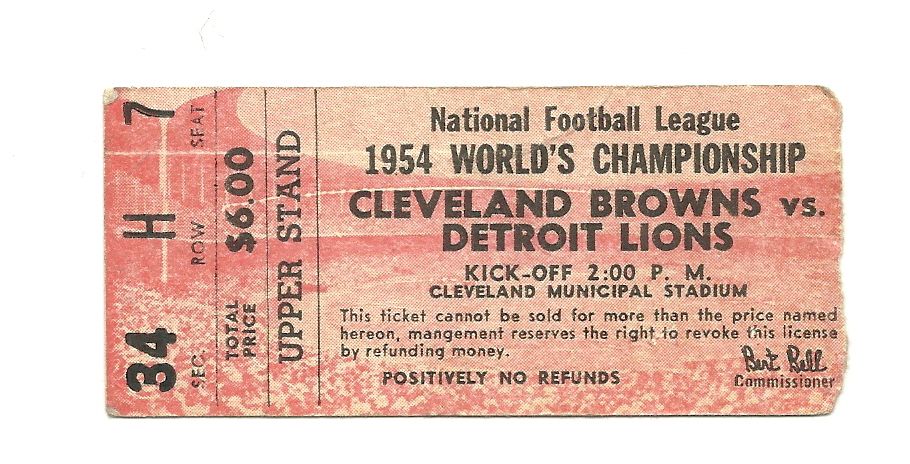 7
SEAT
H
ROW
34
SEC.
$6.00
TOTAL
PRICE
UPPER STAND
National Football League
1954 WORLD'S CHAMPIONSHIP
CLEVELAND BROWNS vs.
DETROIT LIONS
KICK-OFF 2:00 P. M.
CLEVELAND MUNICIPAL STADIUM
This ticket cannot be sold for more than the price named
hereon, mangement reserves the right to revoke this license
by refunding money.
Bert Bell
POSITIVELY NO REFUNDS
Commissioner